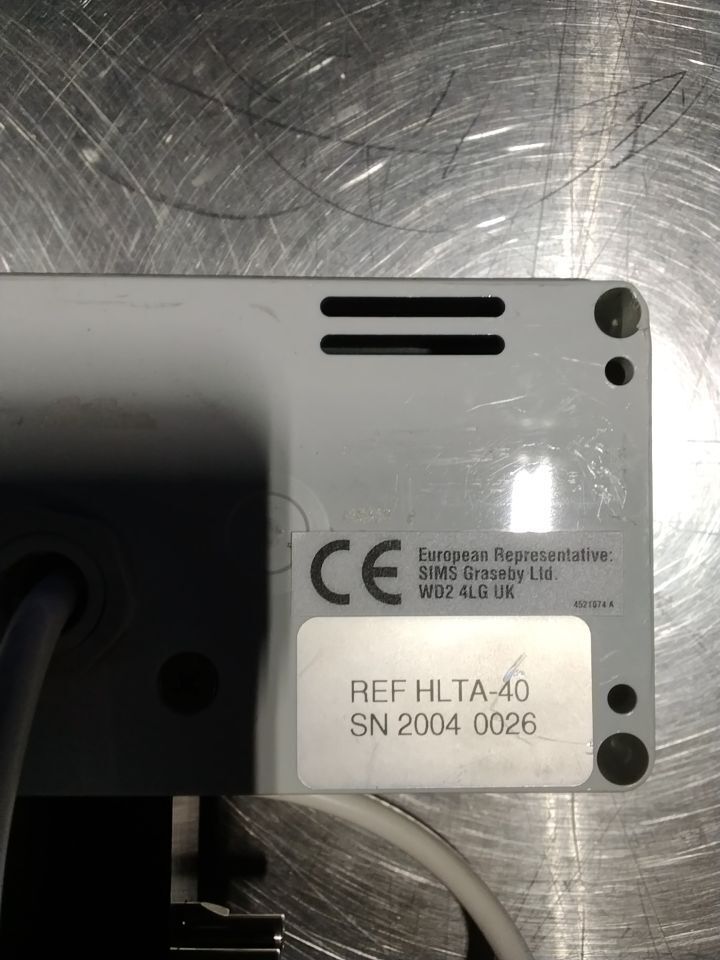 CE European Representative:
SIMS Graseby Ltd.
WD2 4LG UK
4521074 A
REF HLTA-40
SN 2004 0026